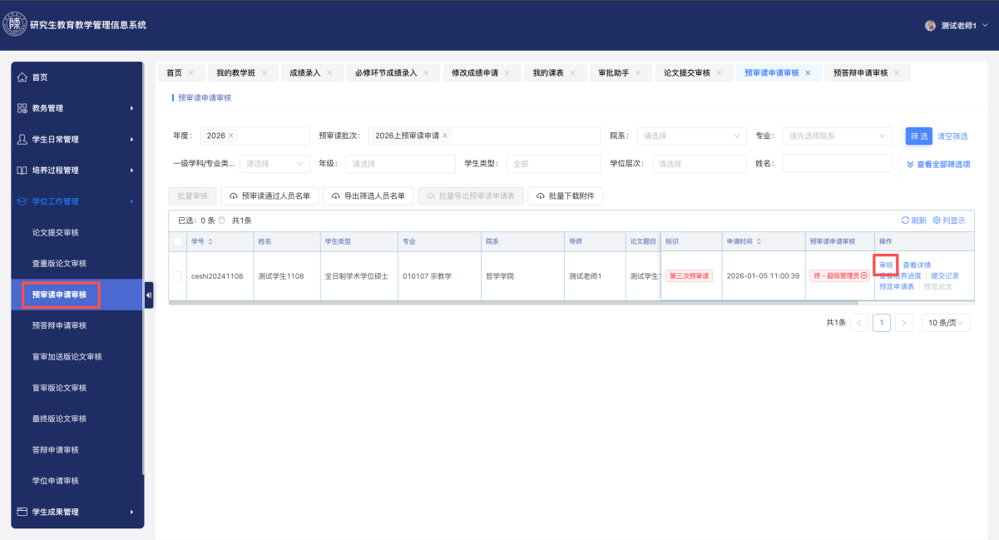 研究生教育教学管理信息系统
测试老师1
首页
教务管理
学生日常管理
培养过程管理
学位工作管理
论文提交审核
查重版论文审核
预审读申请审核
预答辩申请审核
盲审加送版论文审核
盲审版论文审核
最终版论文审核
答辩申请审核
学位申请审核
学生成果管理
首页 我的教学班 成绩录入 必修环节成绩录入 修改成绩申请 我的课表 审批助手 论文提交审核 预审读申请审核 预答辩申请审核
预审读申请审核
年度: 2026 预审读批次: 2026上预审读申请 院系: 请选择 专业: 请先选择院系 筛选 清空筛选
一级学科/专业类... 请选择 年级: 请选择 学生类型: 全部 学位层次: 请选择 姓名: 查看全部筛选项
批量审核 预审读通过人员名单 导出筛选人员名单 批量导出预审读申请表 批量下载附件
已选: 0 条 共1条 刷新 列显示
学号 姓名 学生类型 专业 院系 导师 论文题目 标识 申请时间 预审读申请审核 操作
ceshi20241108 测试学生1108 全日制学术学位硕士 010107 宗教学 哲学学院 测试老师1 测试学生1 第三次预审读 2026-01-05 11:00:39 终 - 超级管理员 审核 查看详情
查看培养进度 提交记录
预览申请表 预览论文
共1条 < 1 > 10 条/页